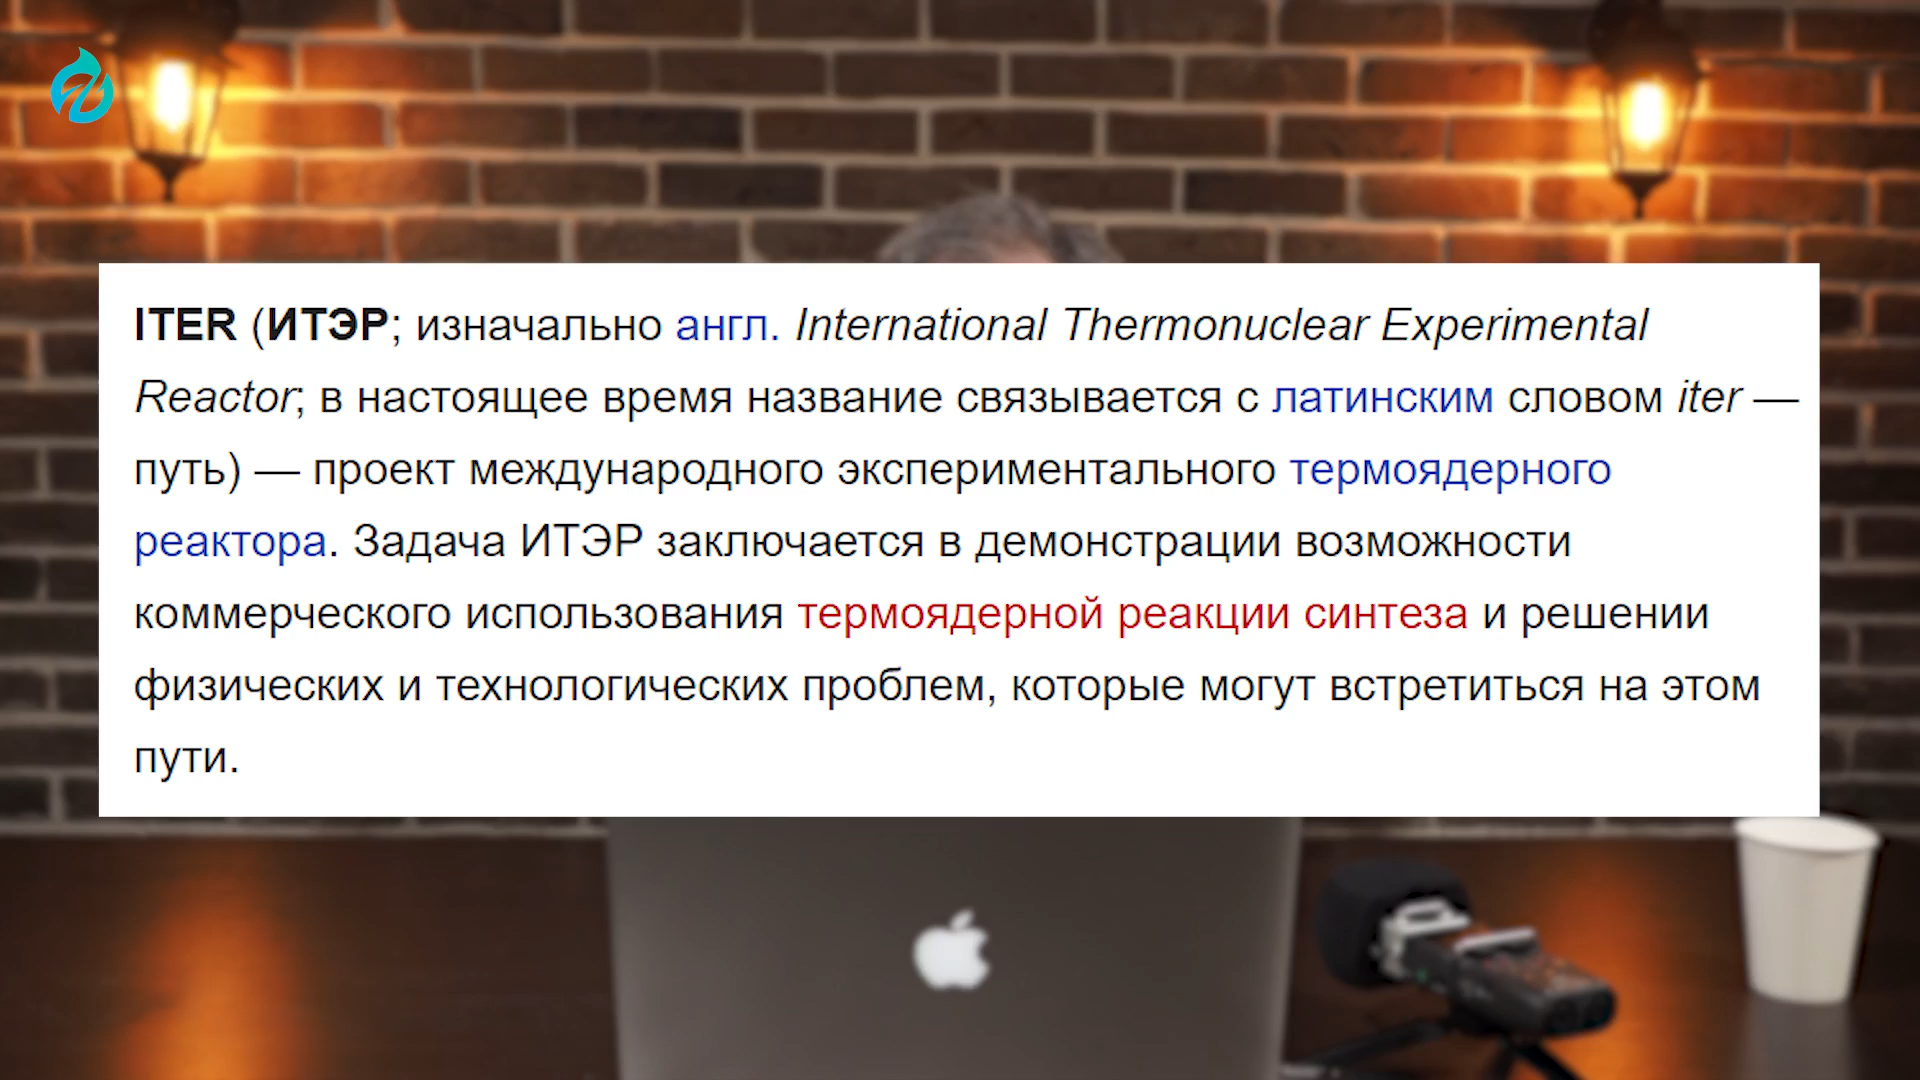 ITER (ИТЭР; изначально англ. International Thermonuclear Experimental
Reactor; в настоящее время название связывается с латинским словом iter —
путь) — проект международного экспериментального термоядерного
реактора. Задача ИТЭР заключается в демонстрации возможности
коммерческого использования термоядерной реакции синтеза и решении
физических и технологических проблем, которые могут встретиться на этом
пути.